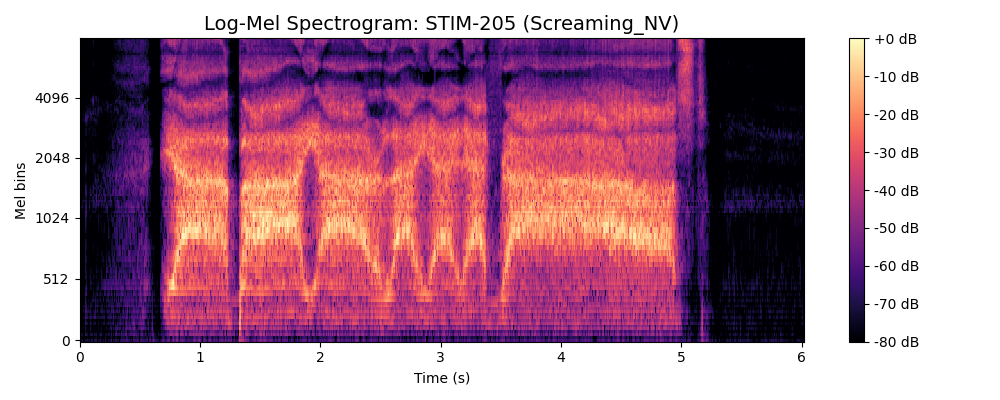 Log-Mel Spectrogram: STIM-205 (Screaming_NV)
Mel bins
4096
2048
1024
512
0
0 1 2 3 4 5 6
Time (s)
+0 dB
-10 dB
-20 dB
-30 dB
-40 dB
-50 dB
-60 dB
-70 dB
-80 dB